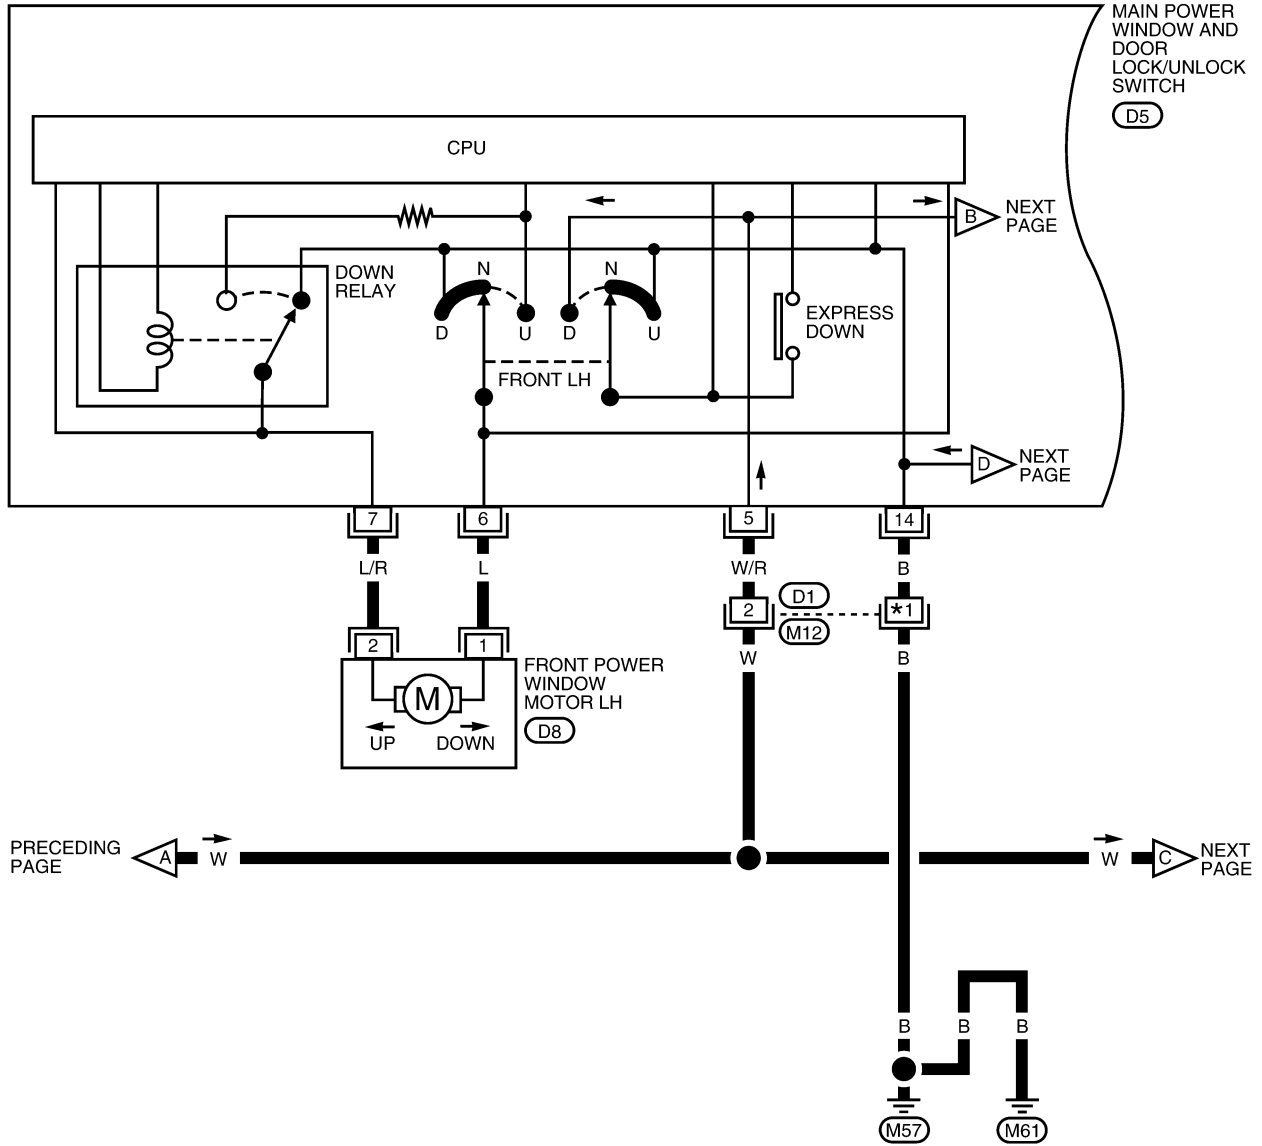 MAIN POWER
WINDOW AND
DOOR
LOCK/UNLOCK
SWITCH
D5
CPU
B
NEXT
PAGE
DOWN
RELAY
N
N
D
U
D
U
EXPRESS
DOWN
FRONT LH
D
NEXT
PAGE
7
6
5
14
L/R
L
W/R
B
2
D1
M12
*1
2
1
W
B
FRONT POWER
WINDOW
MOTOR LH
D8
M
UP
DOWN
PRECEDING
PAGE
A
W
W
C
NEXT
PAGE
B
B
B
M57
M61